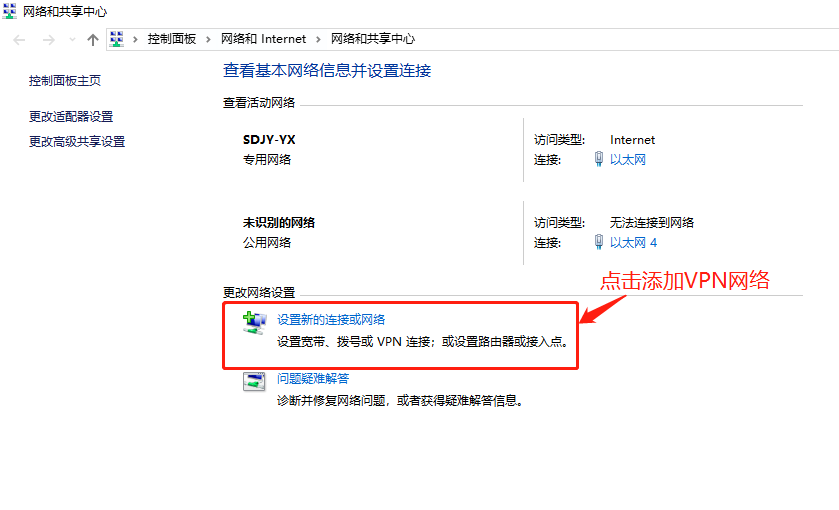 网络和共享中心
控制面板 › 网络和 Internet › 网络和共享中心
控制面板主页
更改适配器设置
更改高级共享设置
查看基本网络信息并设置连接
查看活动网络
SDJY-YX
专用网络
访问类型: Internet
连接: 以太网
未识别的网络
公用网络
访问类型: 无法连接到网络
连接: 以太网 4
点击添加VPN网络
更改网络设置
设置新的连接或网络
设置宽带、拨号或 VPN 连接；或设置路由器或接入点。
问题疑难解答
诊断并修复网络问题，或者获得疑难解答信息。